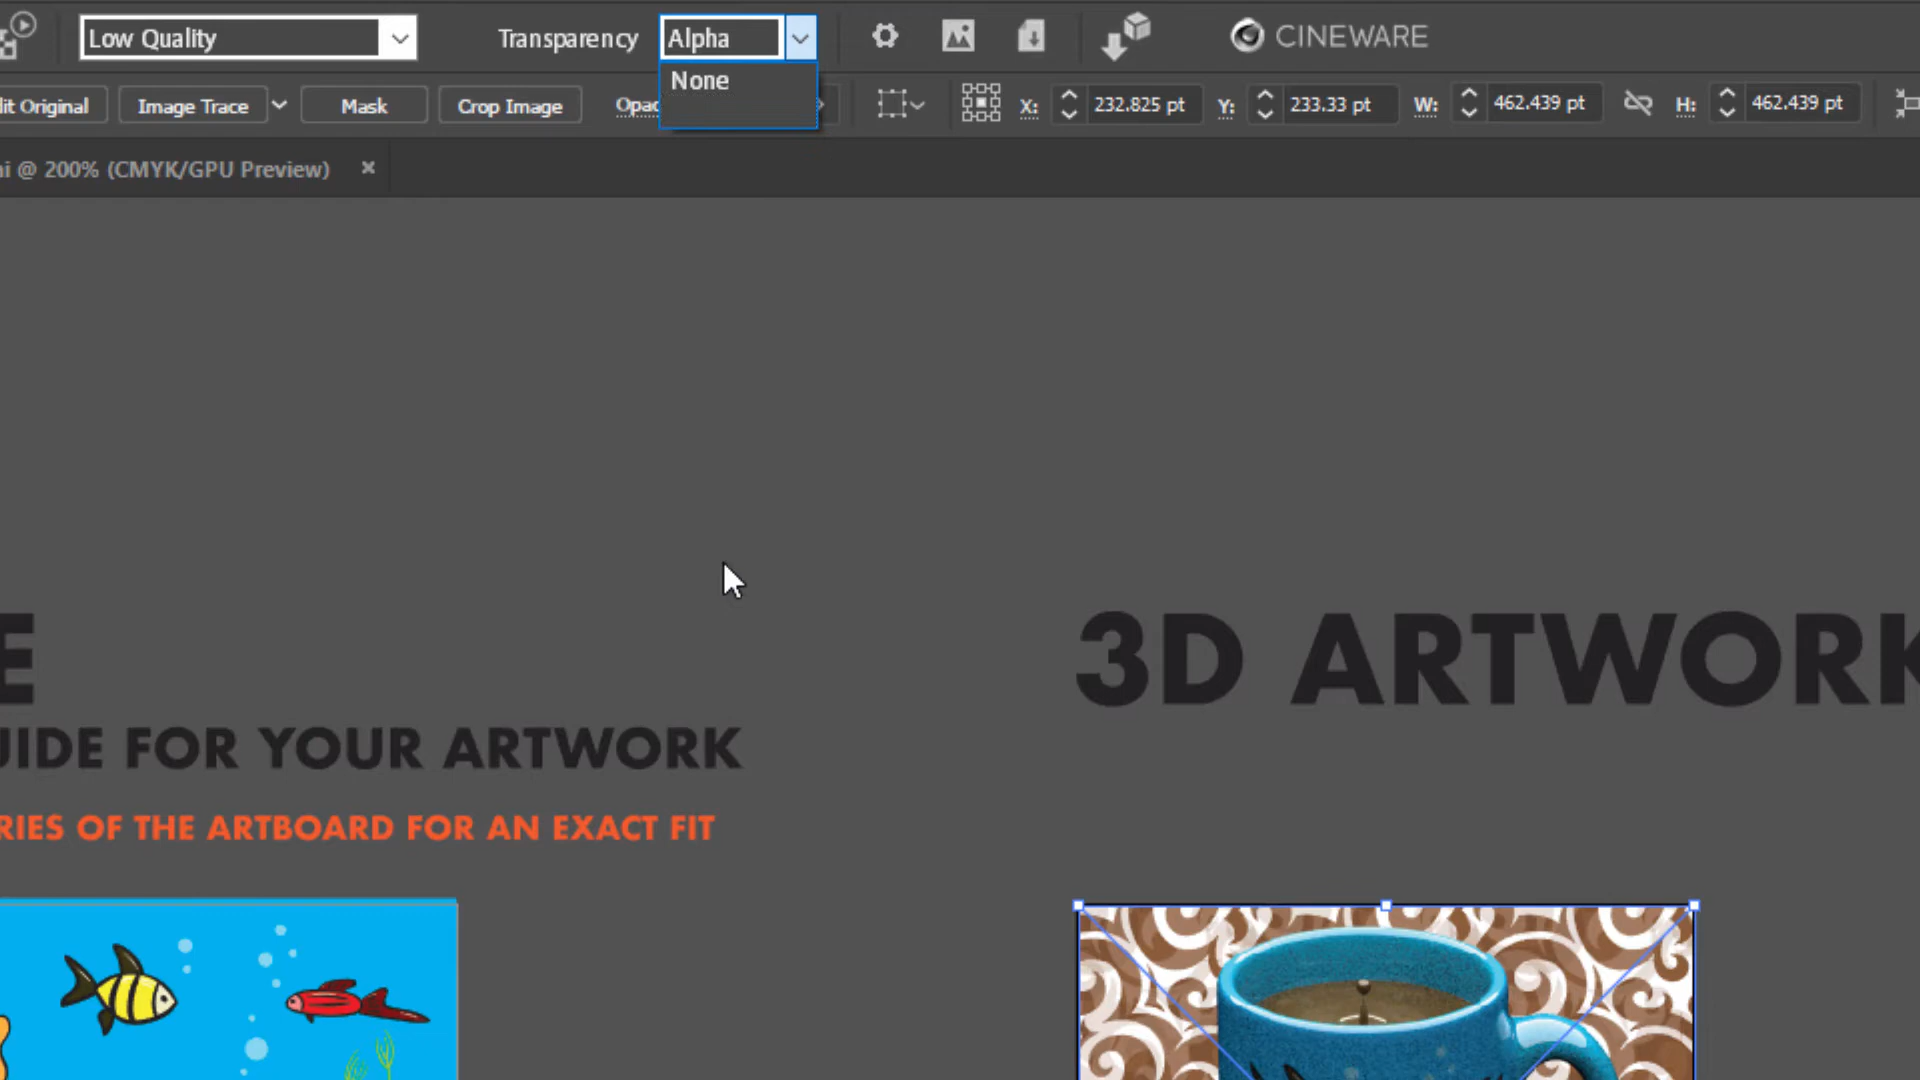 Low Quality
Transparency
Alpha
CINEWARE
None
dit Original
Image Trace
Mask
Crop Image
Opac
X:
232.825 pt
Y:
233.33 pt
W:
462.439 pt
H:
462.439 pt
ai @ 200% (CMYK/GPU Preview)
×
E
3D ARTWORK
UIDE FOR YOUR ARTWORK
RIES OF THE ARTBOARD FOR AN EXACT FIT